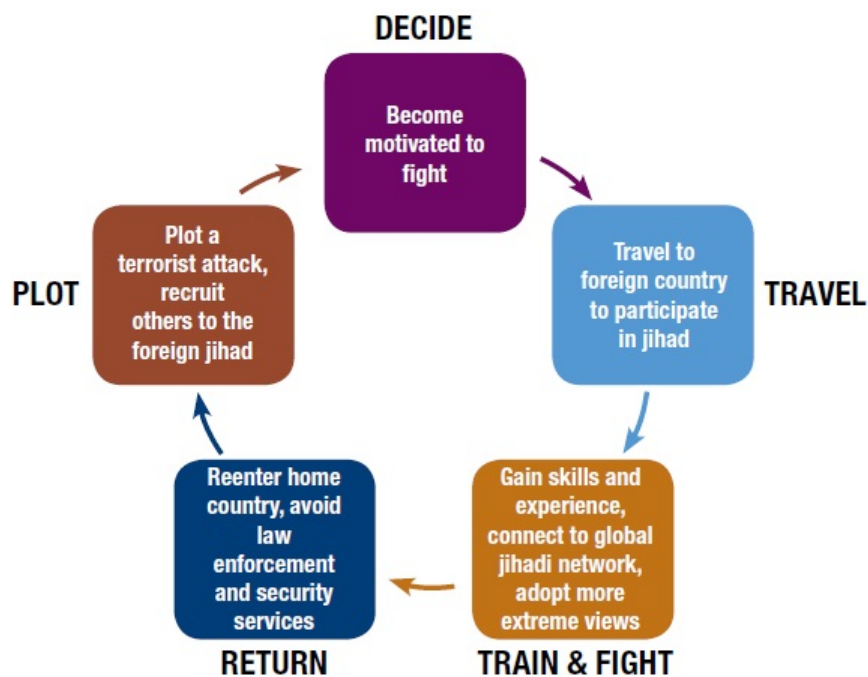 DECIDE
Become
motivated to
fight
Travel to
foreign country
to participate
in jihad
TRAVEL
Gain skills and
experience,
connect to global
jihadi network,
adopt more
extreme views
TRAIN & FIGHT
Reenter home
country, avoid
law
enforcement
and security
services
RETURN
PLOT
Plot a
terrorist attack,
recruit
others to the
foreign jihad